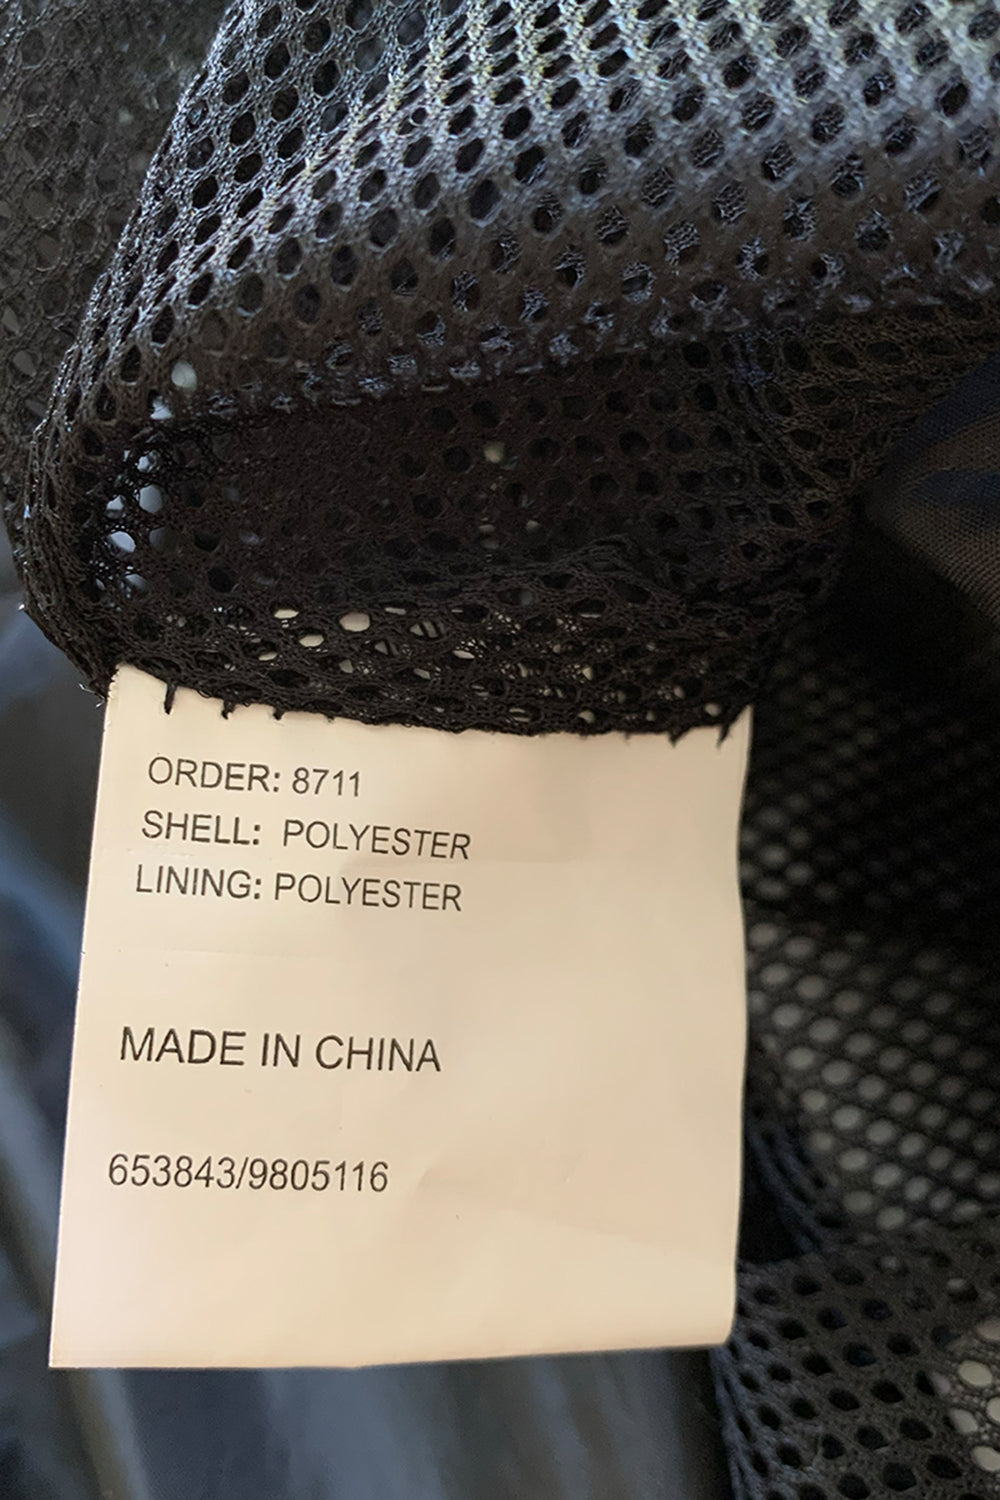 ORDER: 8711
SHELL: POLYESTER
LINING: POLYESTER
MADE IN CHINA
653843/9805116